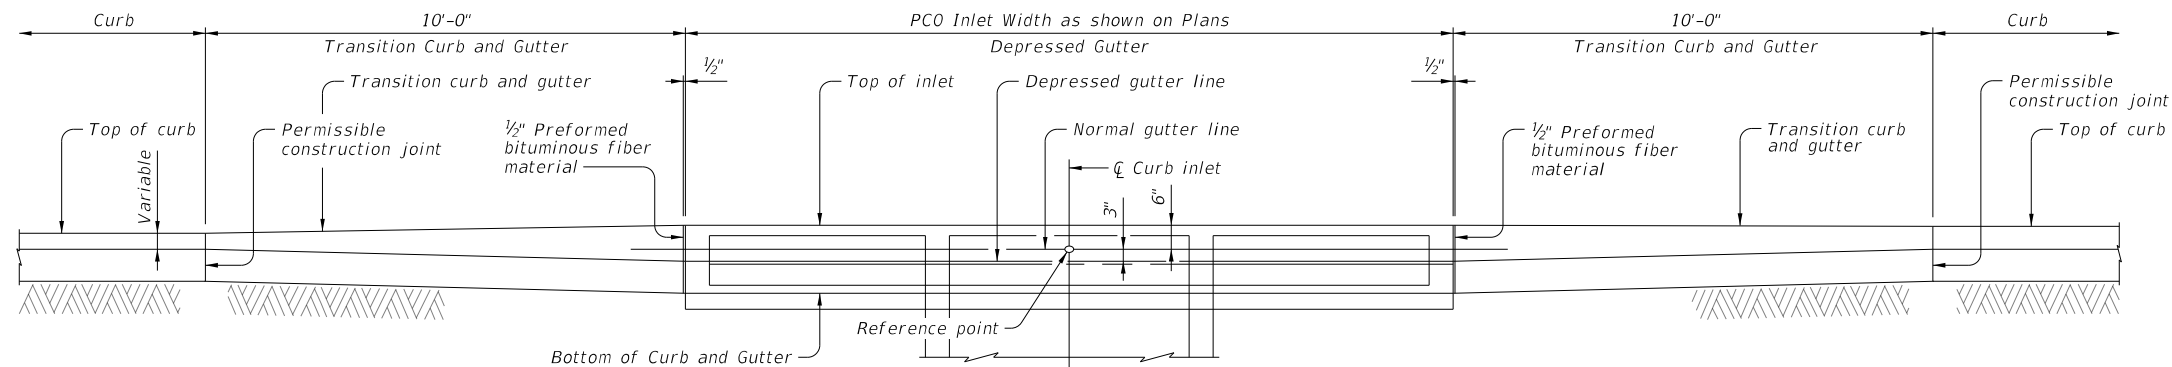 Curb
10'-0"
PCO Inlet Width as shown on Plans
10'-0"
Curb
Transition Curb and Gutter
Depressed Gutter
Transition Curb and Gutter
½"
½"
Transition curb and gutter
Top of inlet
Depressed gutter line
Permissible
construction joint
Top of curb
Permissible
construction joint
½" Preformed
bituminous fiber
material
Normal gutter line
½" Preformed
bituminous fiber
material
Transition curb
and gutter
Top of curb
Variable
℄ Curb inlet
3"
6"
Reference point
Bottom of Curb and Gutter